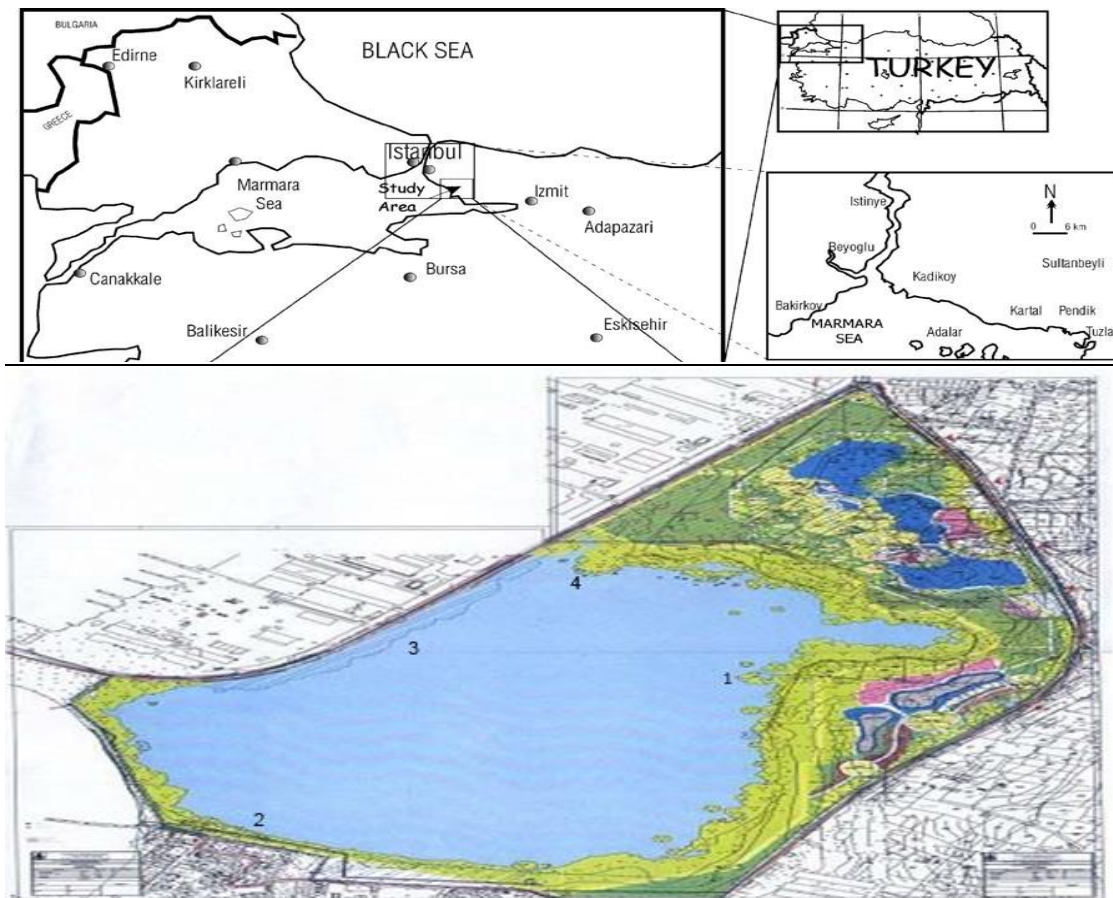 BULGARIA
Edirne
Kirklareli
BLACK SEA
GREECE
Istanbul
Study
Area
Marmara
Sea
Izmit
Adapazari
Canakkale
Bursa
Balikesir
Eskisehir
TURKEY
N
0 6 km
Istinye
Beyoglu
Sultanbeyli
Kadikoy
Bakirkoy
Kartal
Pendik
MARMARA
SEA
Adalar
Tuzla
4
3
1
2